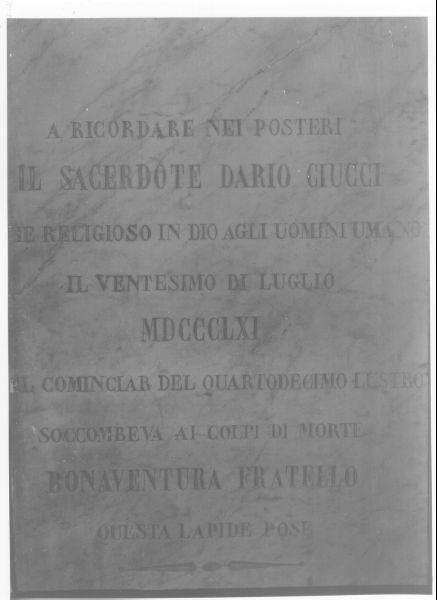 A RICORDARE NEI POSTERI
IL SACERDOTE DARIO CIUCCI
RELIGIOSO IN DIO AGLI UOMINI UMANO
IL VENTESIMO DI LUGLIO
MDCCCLXI
COMINCIAR DEL QUARTODECIMO LUSTRO
SOCCOMBEVA AI COLPI DI MORTE
BONAVENTURA FRATELLO
QUESTA LAPIDE POSE